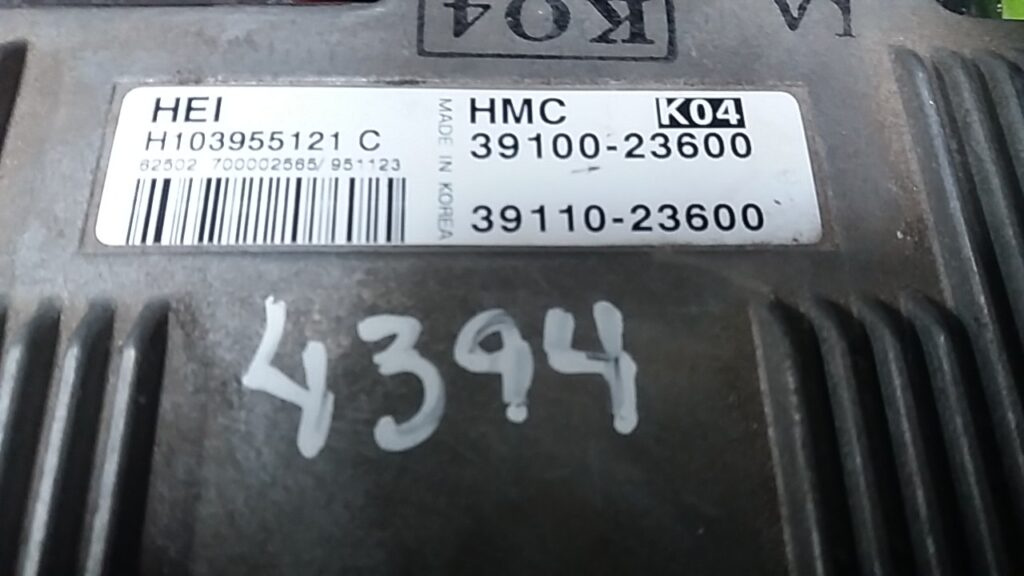 K04
HEI
H103955121 C
62502 700002565/951123
MADE IN KOREA
HMC K04
39100-23600
39110-23600
4394